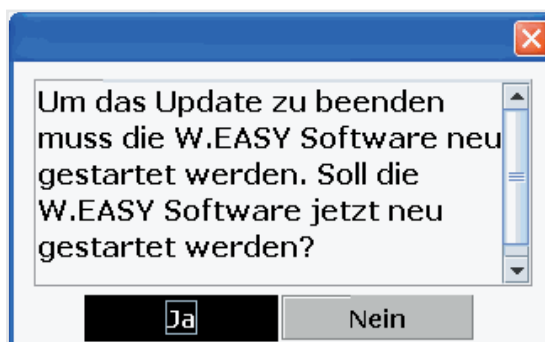 Um das Update zu beenden
muss die W.EASY Software neu
gestartet werden. Soll die
W.EASY Software jetzt neu
gestartet werden?
Ja Nein